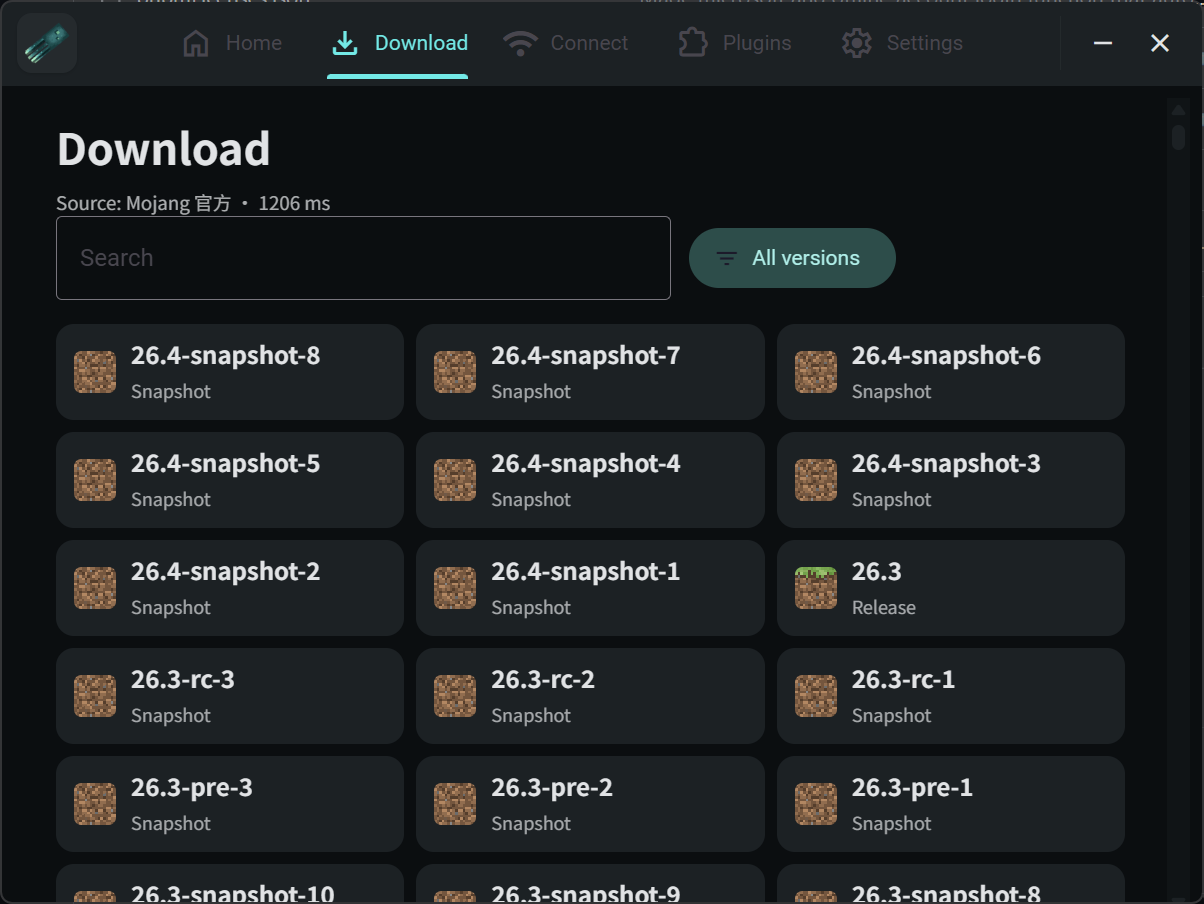 Home Download Connect Plugins Settings
Download
Source: Mojang 官方 • 1206 ms
Search All versions
26.4-snapshot-8 26.4-snapshot-7 26.4-snapshot-6
Snapshot Snapshot Snapshot
26.4-snapshot-5 26.4-snapshot-4 26.4-snapshot-3
Snapshot Snapshot Snapshot
26.4-snapshot-2 26.4-snapshot-1 26.3
Snapshot Snapshot Release
26.3-rc-3 26.3-rc-2 26.3-rc-1
Snapshot Snapshot Snapshot
26.3-pre-3 26.3-pre-2 26.3-pre-1
Snapshot Snapshot Snapshot
26.3-snapshot-10 26.3-snapshot-9 26.3-snapshot-8